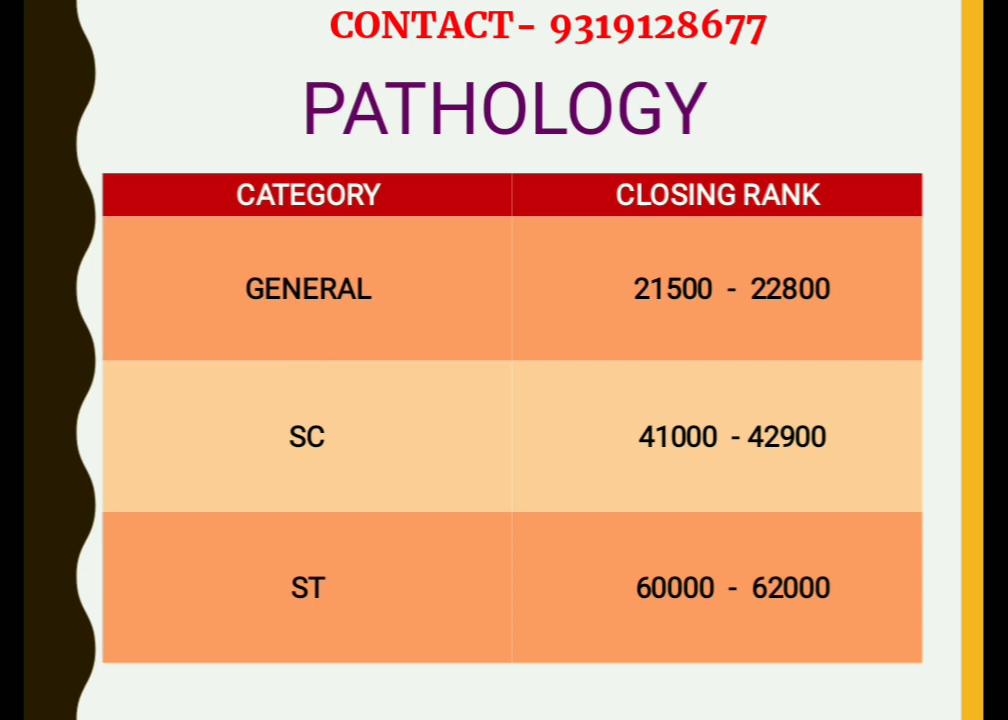 CONTACT- 9319128677
PATHOLOGY
CATEGORY CLOSING RANK
GENERAL 21500 - 22800
SC 41000 - 42900
ST 60000 - 62000